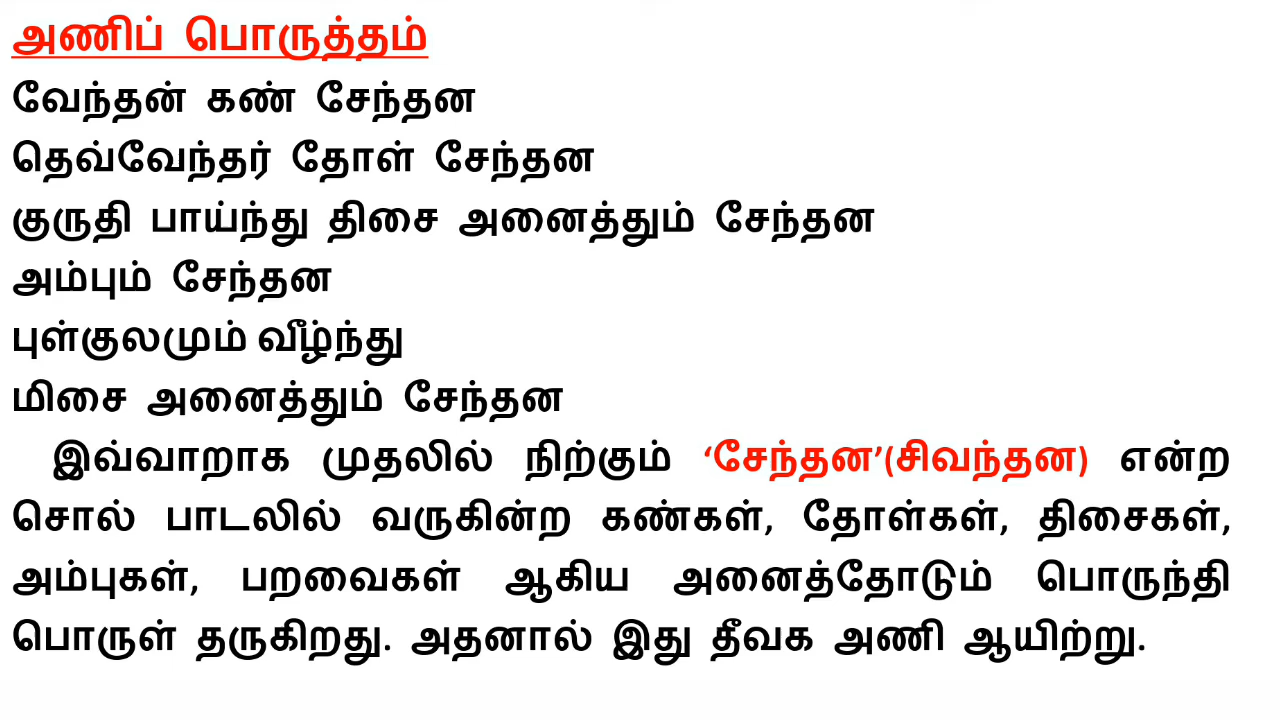 அணிப் பொருத்தம்
வேந்தன் கண் சேந்தன
தெவ்வேந்தர் தோள் சேந்தன
குருதி பாய்ந்து திசை அனைத்தும் சேந்தன
அம்பும் சேந்தன
புள்குலமும் வீழ்ந்து
மிசை அனைத்தும் சேந்தன
இவ்வாறாக முதலில் நிற்கும் ‘சேந்தன’(சிவந்தன) என்ற
சொல் பாடலில் வருகின்ற கண்கள், தோள்கள், திசைகள்,
அம்புகள், பறவைகள் ஆகிய அனைத்தோடும் பொருந்தி
பொருள் தருகிறது. அதனால் இது தீவக அணி ஆயிற்று.